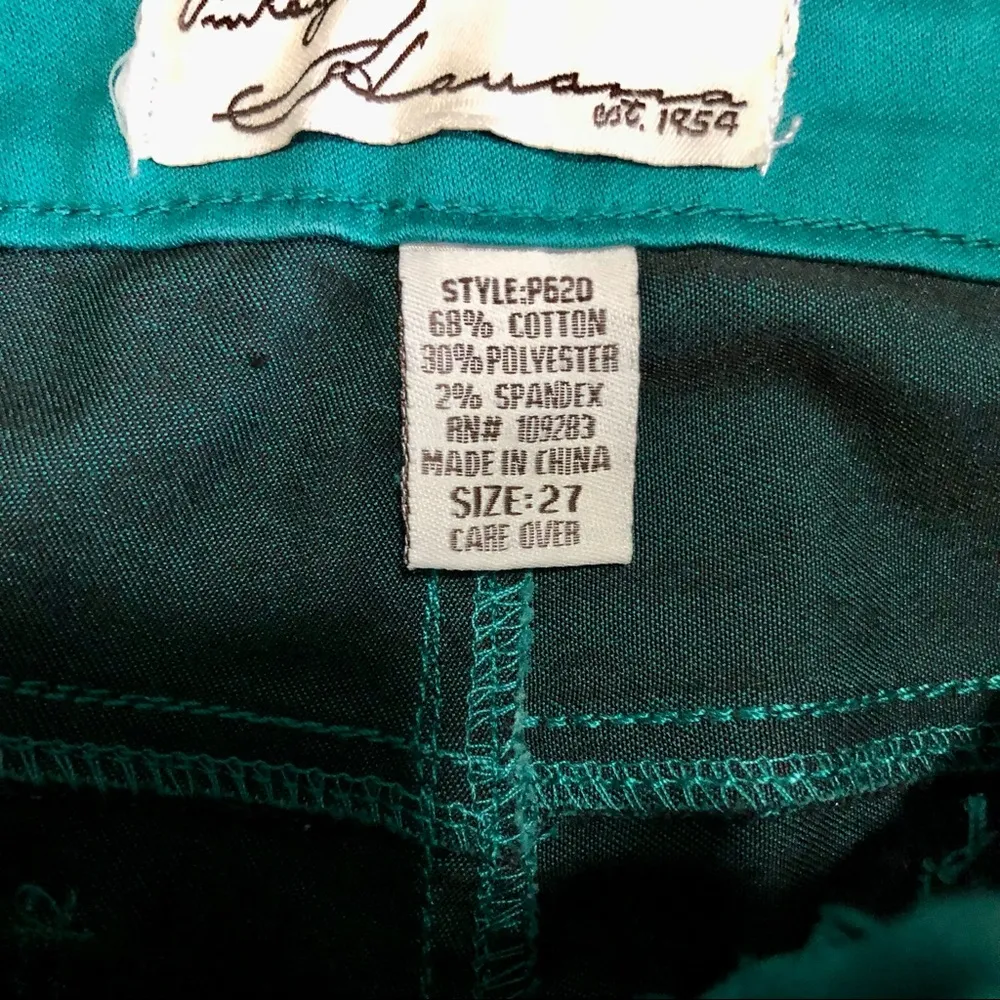 Havana
est. 1954
STYLE:P620
68% COTTON
30%POLYESTER
2% SPANDEX
RN# 109283
MADE IN CHINA
SIZE:27
CARE OVER